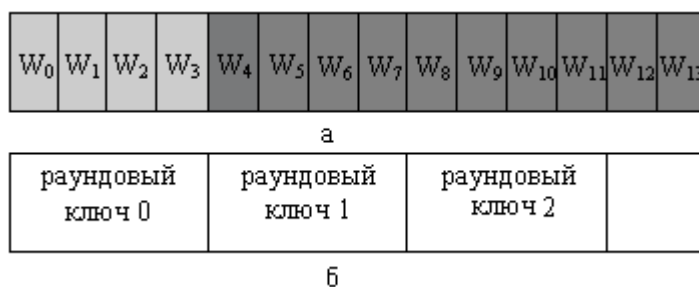 W₀ W₁ W₂ W₃ W₄ W₅ W₆ W₇ W₈ W₉ W₁₀ W₁₁ W₁₂ W₁₃
а
раундовый раундовый раундовый
ключ 0 ключ 1 ключ 2
б